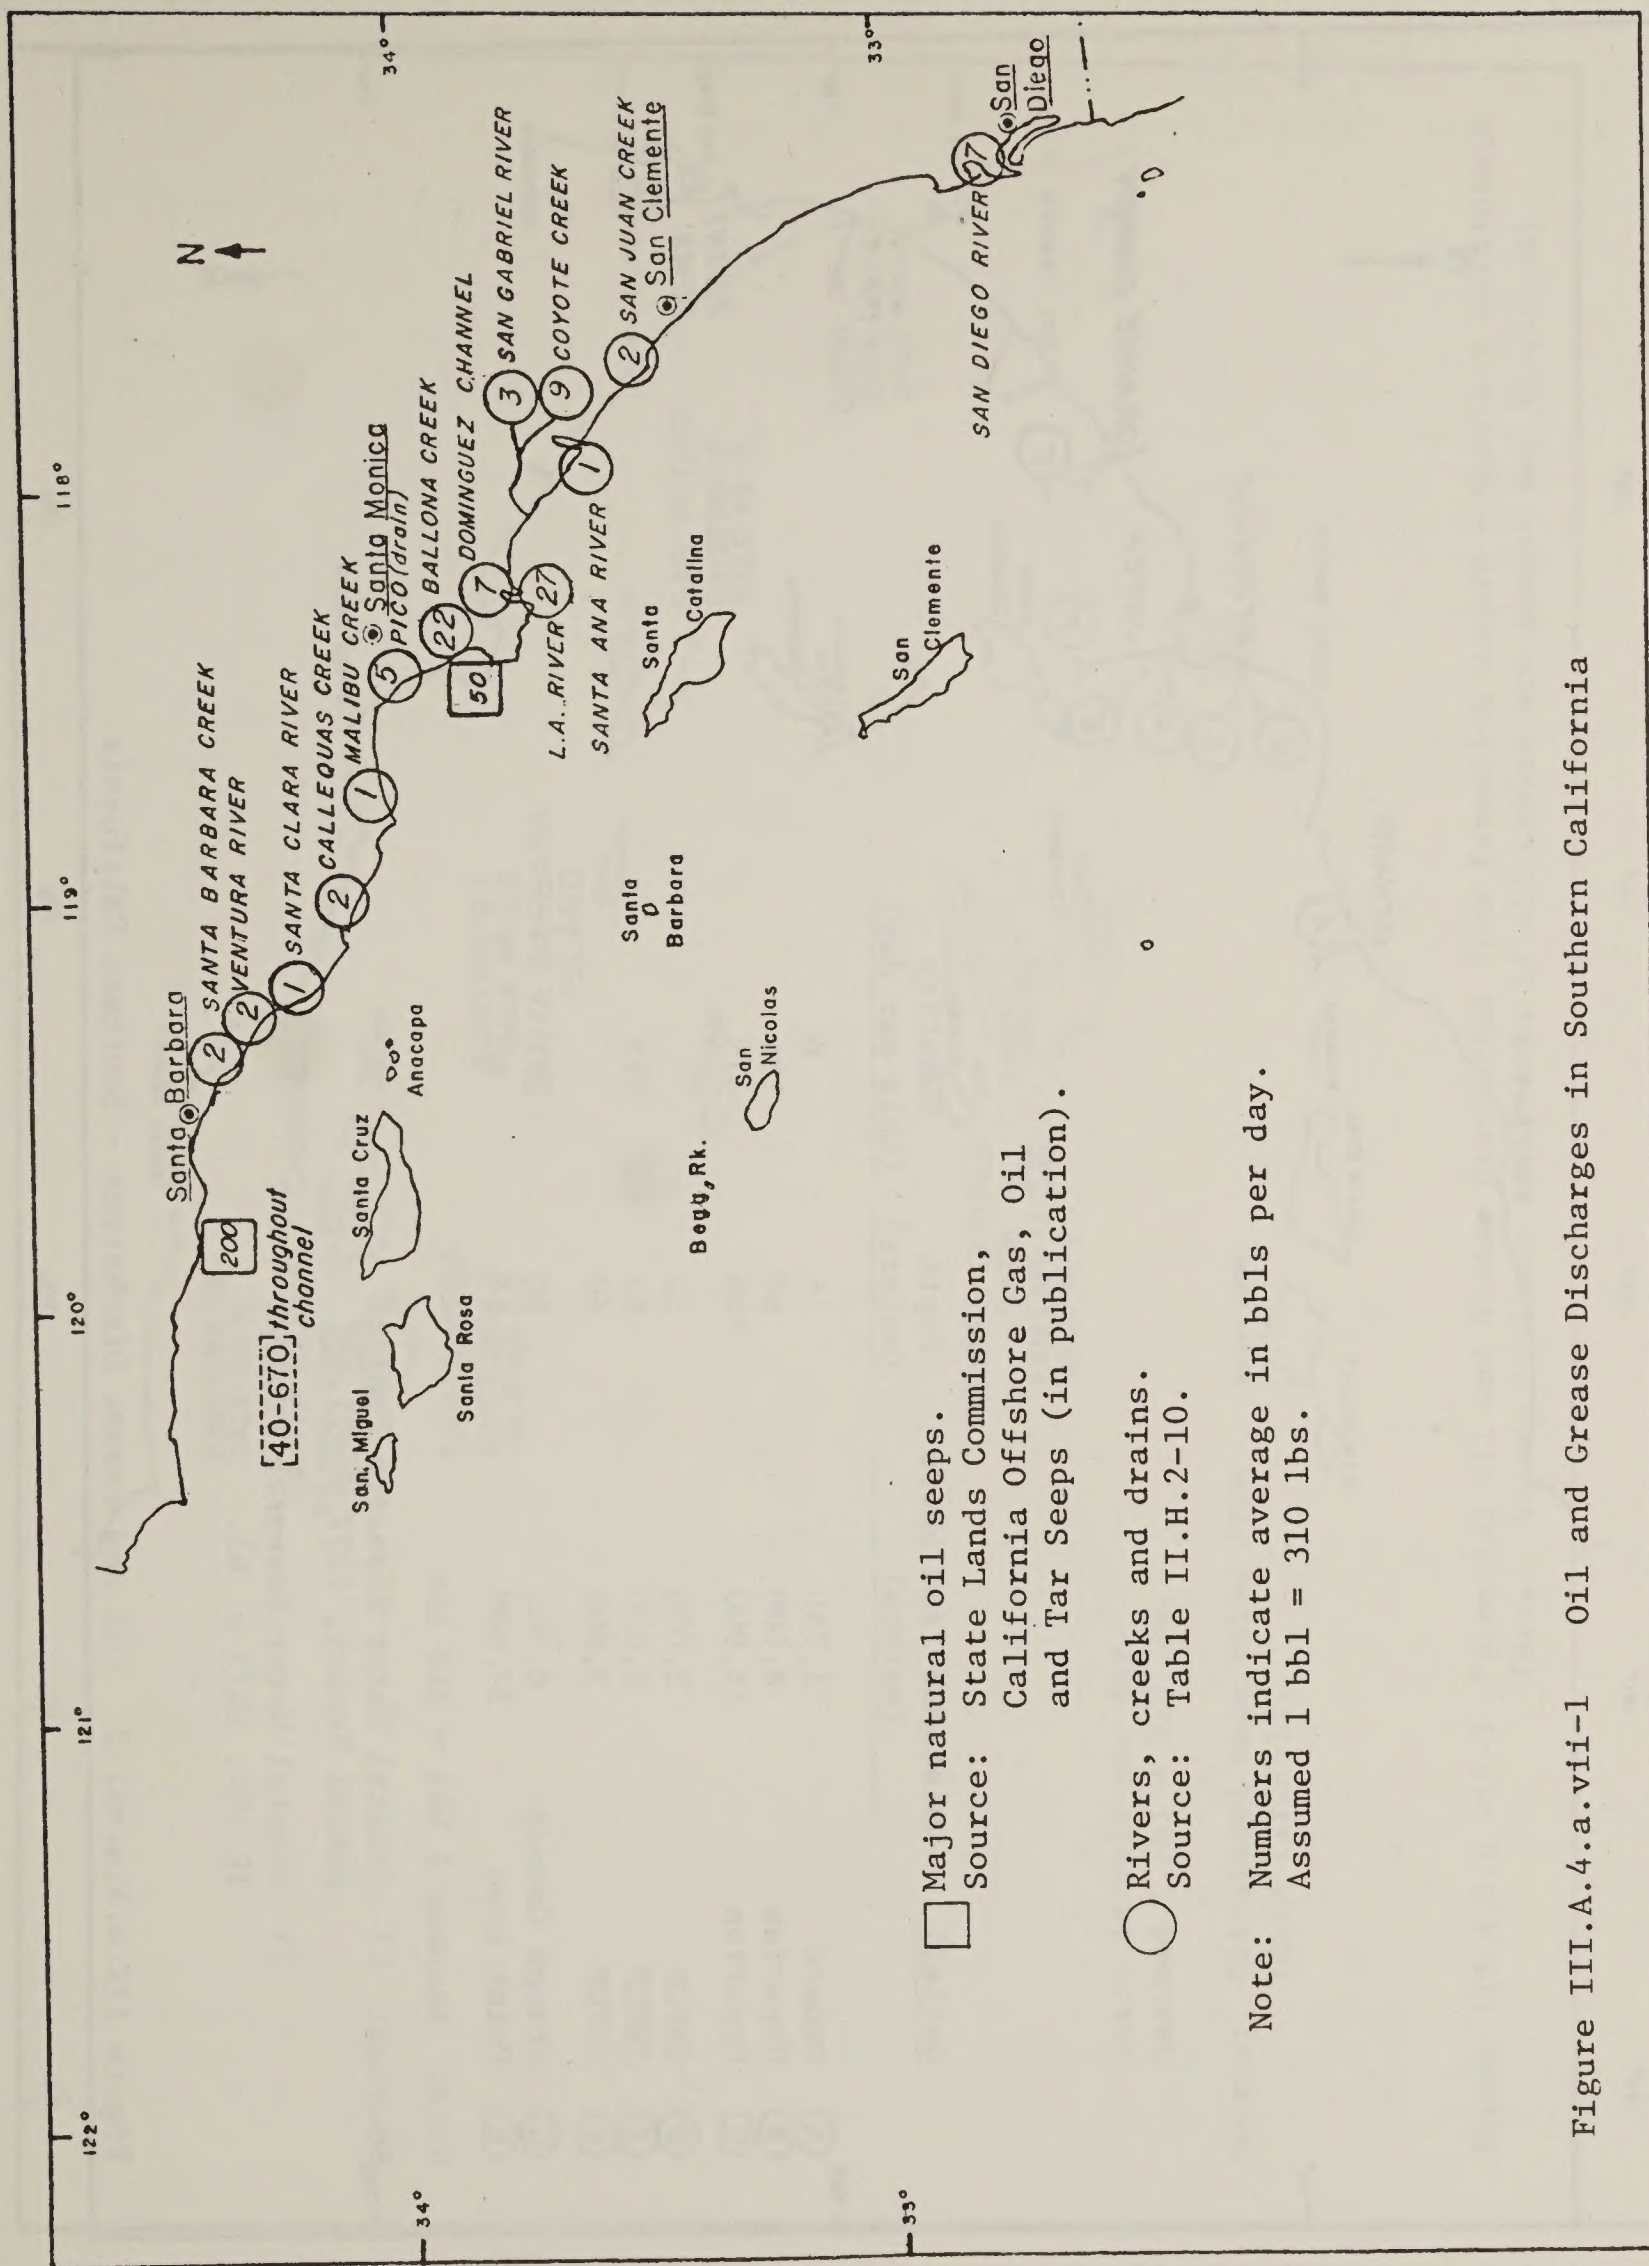 122°
121°
120°
119°
118°
34°
33°
34°
33°
N
Santa Barbara
200
[40-670] throughout
channel
2
SANTA BARBARA CREEK
2
VENTURA RIVER
1
SANTA CLARA RIVER
2
CALLEQUAS CREEK
1
MALIBU CREEK
Santa Monica
5
PICO (drain)
22
BALLONA CREEK
50
7
DOMINGUEZ CHANNEL
27
L.A. RIVER
3
SAN GABRIEL RIVER
9
COYOTE CREEK
1
SANTA ANA RIVER
2
SAN JUAN CREEK
San Clemente
27
SAN DIEGO RIVER
San
Diego
San Miguel
Santa Rosa
Santa Cruz
Anacapa
Begg Rk.
San
Nicolas
Santa
Barbara
Santa
Catalina
San
Clemente
Major natural oil seeps.
Source: State Lands Commission,
California Offshore Gas, Oil
and Tar Seeps (in publication).
Rivers, creeks and drains.
Source: Table II.H.2-10.
Note: Numbers indicate average in bbls per day.
Assumed 1 bbl = 310 lbs.
Figure III.A.4.a.vii-1 Oil and Grease Discharges in Southern California